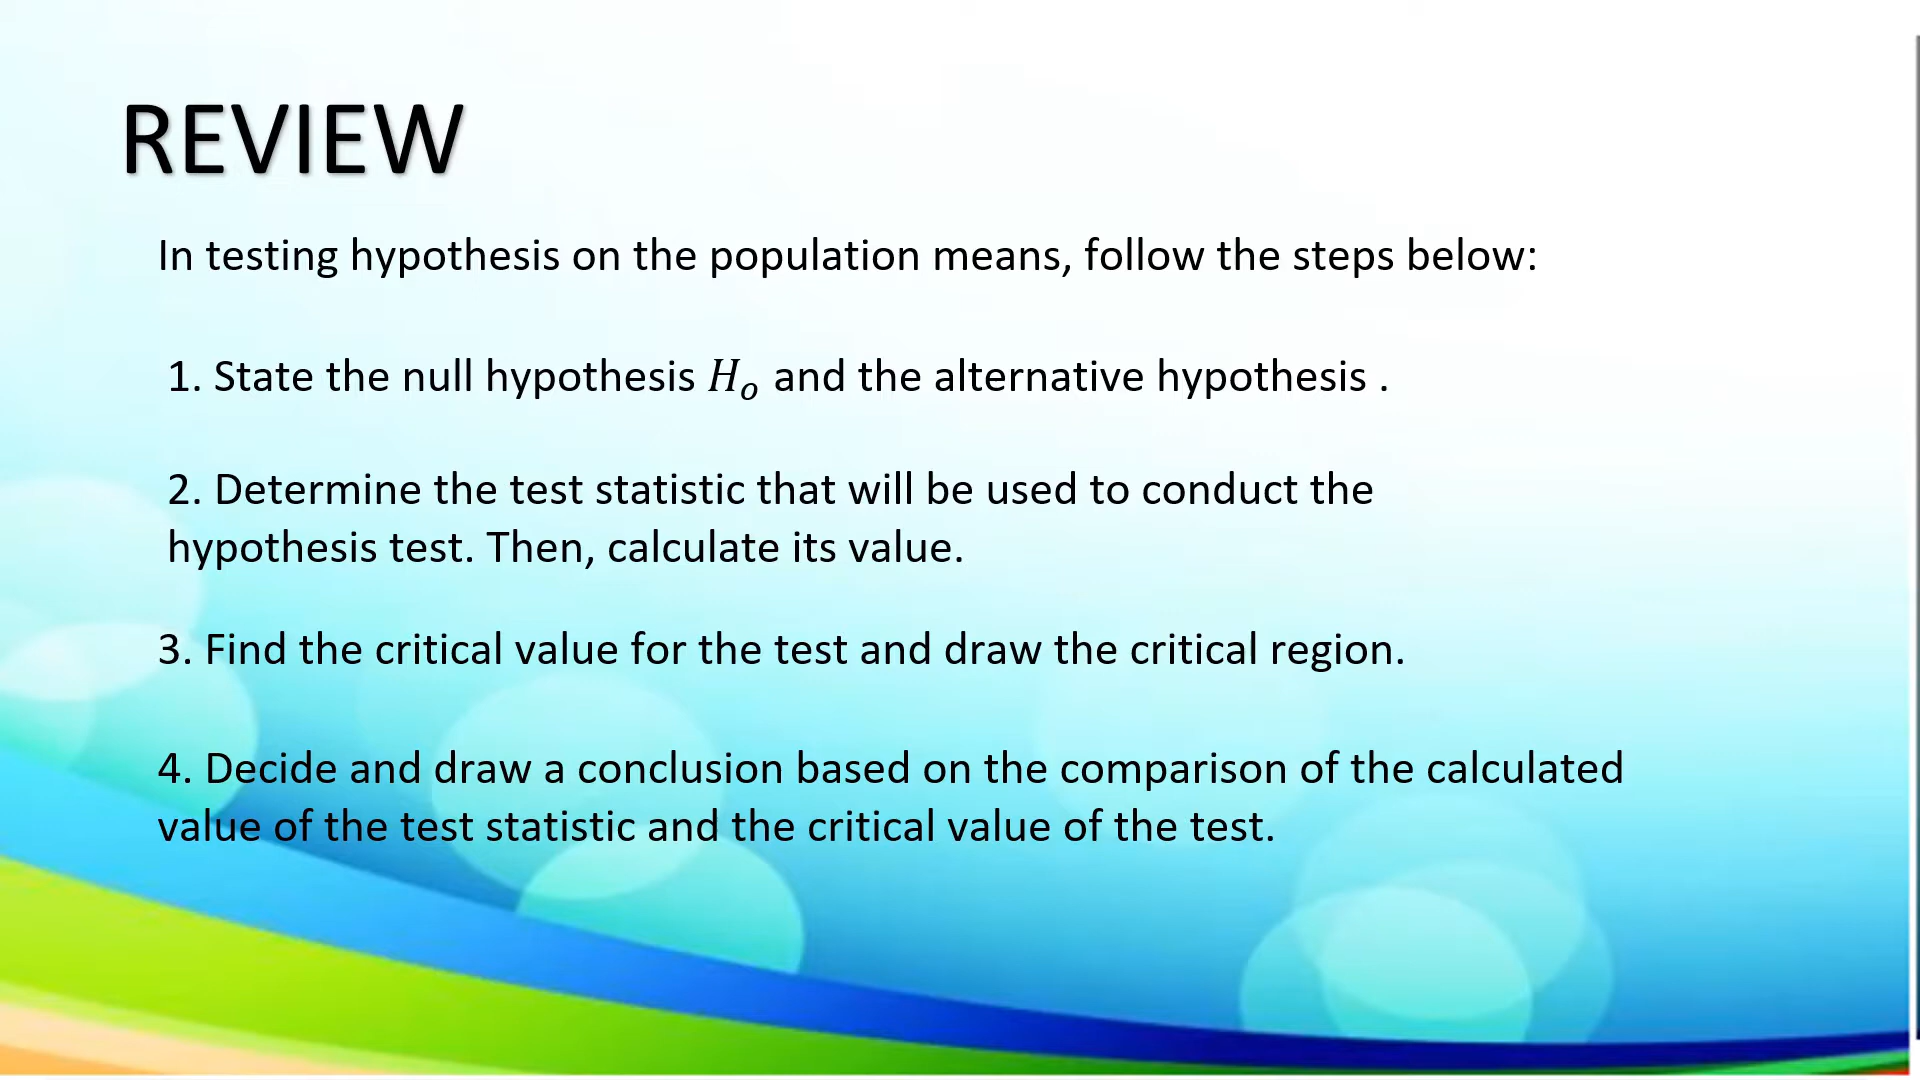 REVIEW
In testing hypothesis on the population means, follow the steps below:
1. State the null hypothesis Hₒ and the alternative hypothesis .
2. Determine the test statistic that will be used to conduct the
hypothesis test. Then, calculate its value.
3. Find the critical value for the test and draw the critical region.
4. Decide and draw a conclusion based on the comparison of the calculated
value of the test statistic and the critical value of the test.